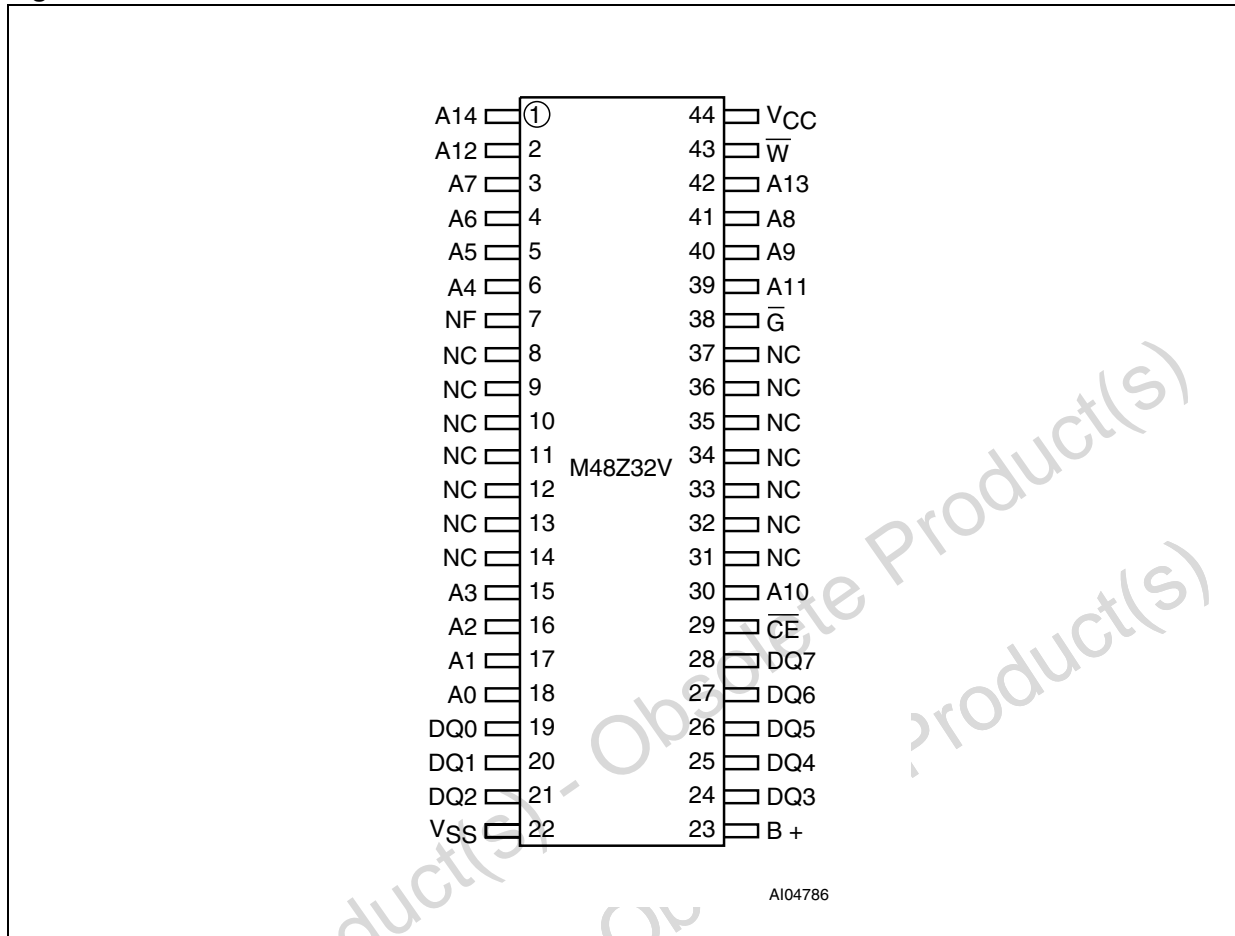 A14 1 44 VCC
A12 2 43 W̅
A7 3 42 A13
A6 4 41 A8
A5 5 40 A9
A4 6 39 A11
NF 7 38 G̅
NC 8 37 NC
NC 9 36 NC
NC 10 35 NC
NC 11 M48Z32V 34 NC
NC 12 33 NC
NC 13 32 NC
NC 14 31 NC
A3 15 30 A10
A2 16 29 C̅E̅
A1 17 28 DQ7
A0 18 27 DQ6
DQ0 19 26 DQ5
DQ1 20 25 DQ4
DQ2 21 24 DQ3
VSS 22 23 B +
AI04786
duct(s) - Obsolete Product(s)
Ob
Product(s)